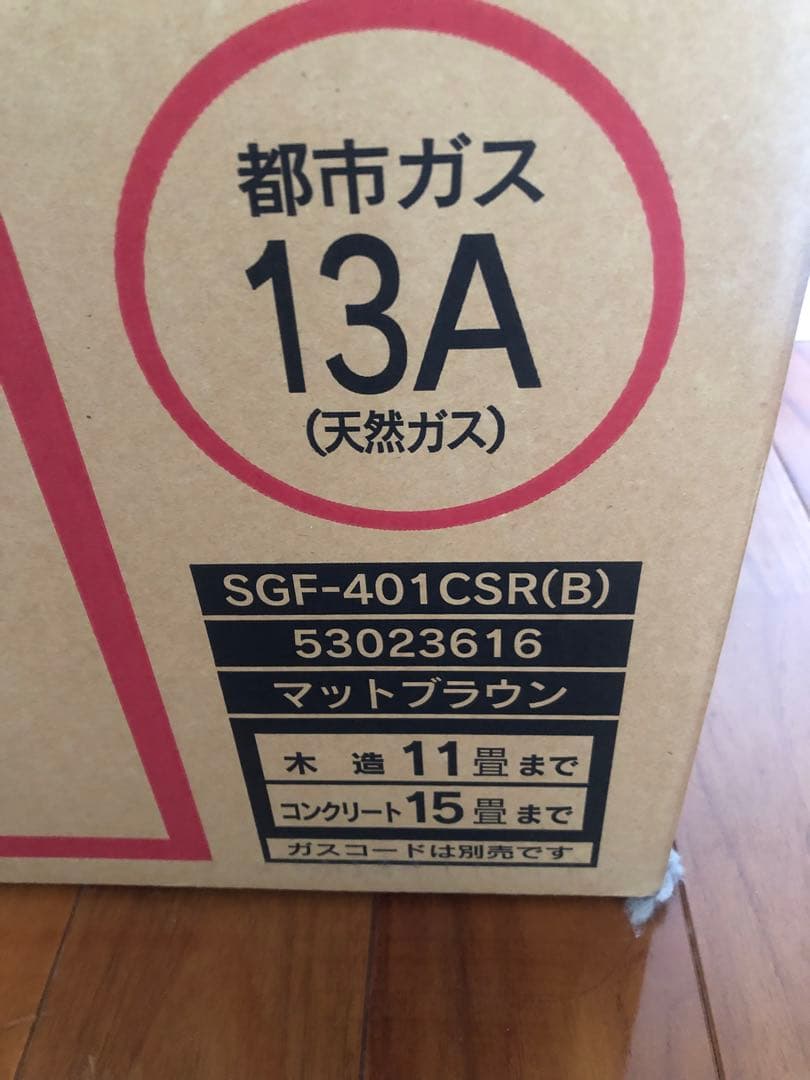 都市ガス
13A
(天然ガス)
SGF-401CSR(B)
53023616
マットブラウン
木 造 11畳まで
コンクリート15畳まで
ガスコードは別売です